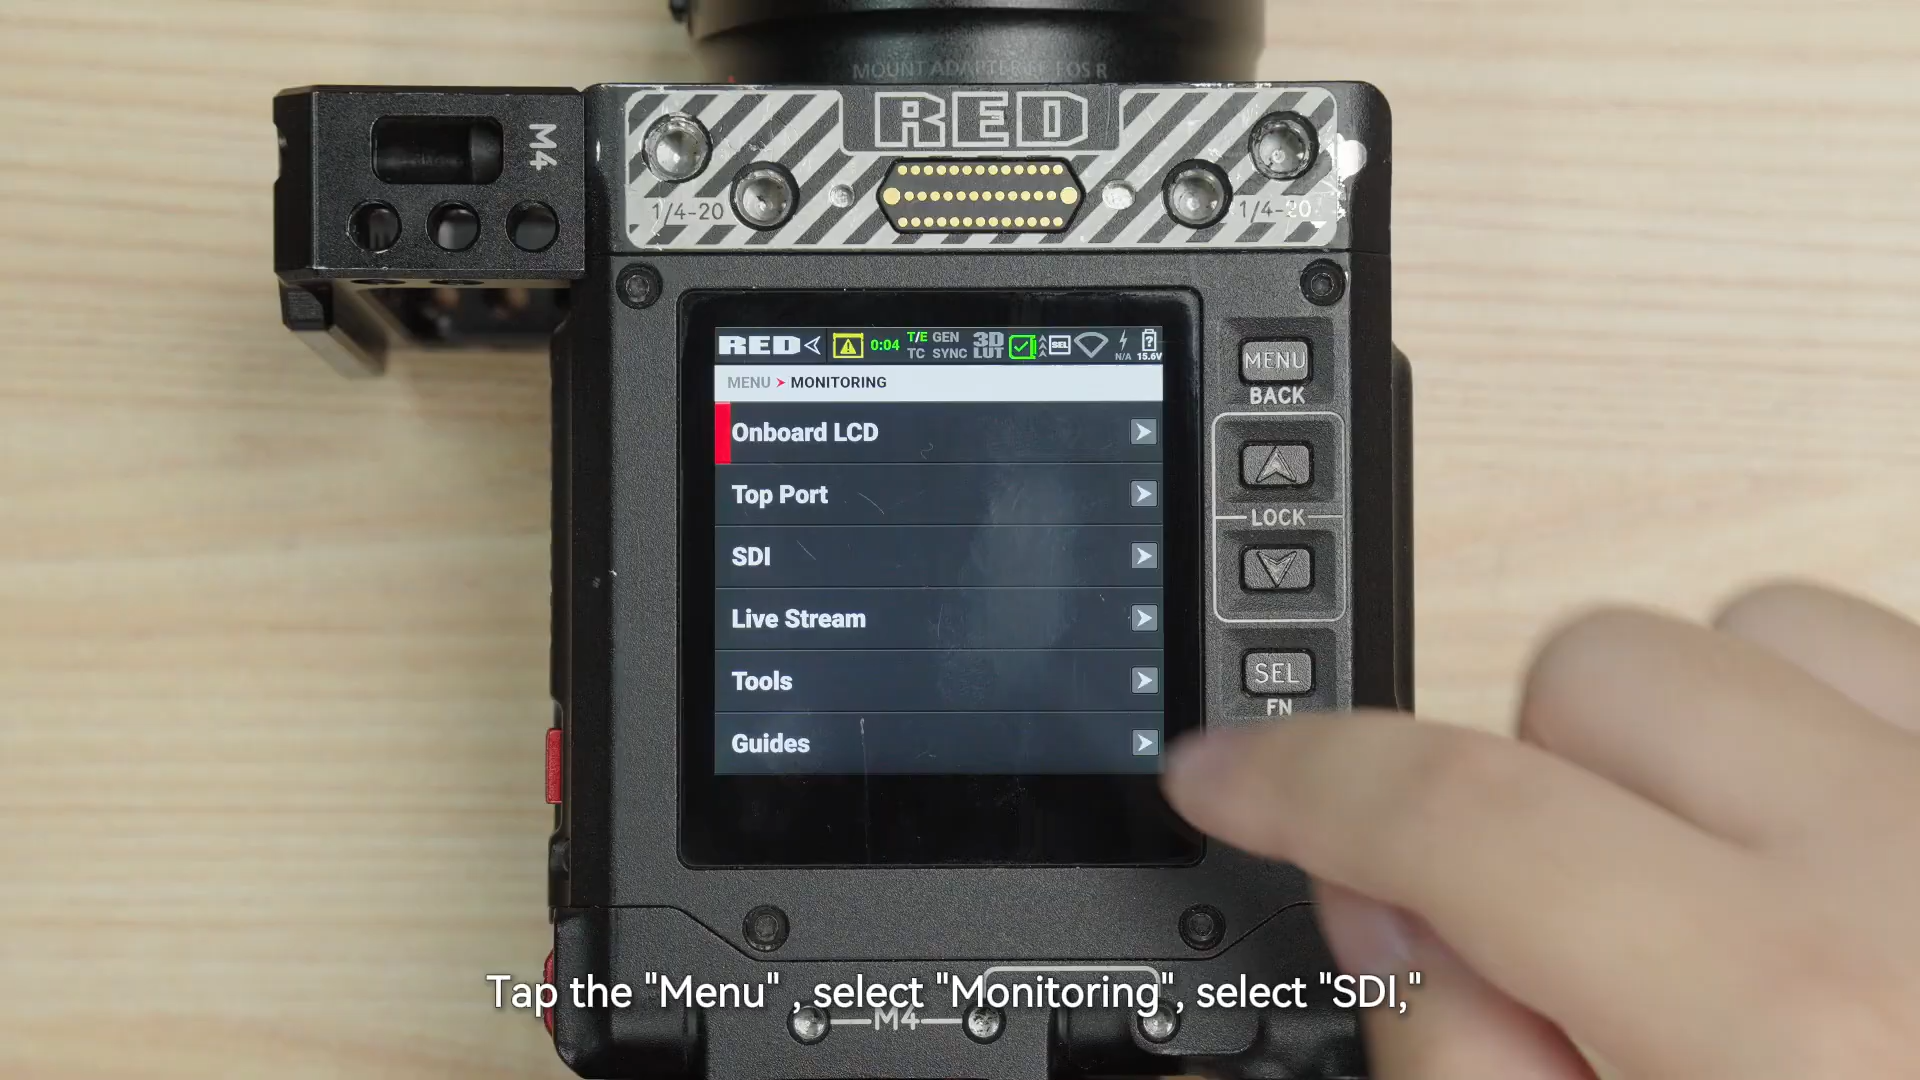 MOUNT ADAPTER EF-EOS R
M4
RED
1/4-20
1/4-20
RED
0:04
T/E
TC
GEN
SYNC
3D
LUT
SEL
N/A
15.6V
MENU
BACK
MENU > MONITORING
Onboard LCD
Top Port
SDI
LOCK
Live Stream
Tools
SEL
FN
Guides
Tap the "Menu" , select "Monitoring", select "SDI,"
M4